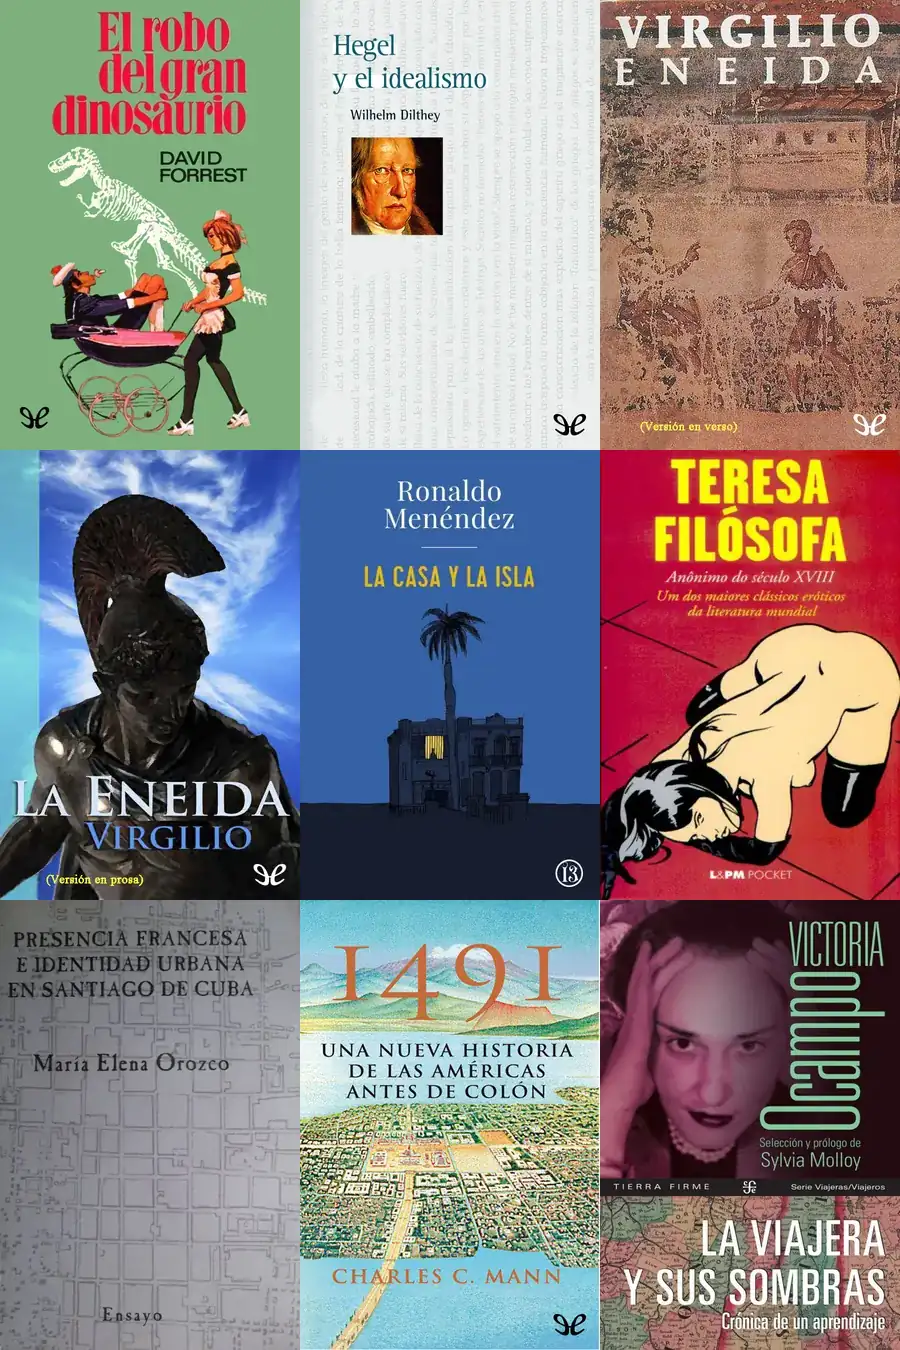 El robo
del gran
dinosaurio
DAVID
FORREST
Hegel
y el idealismo
Wilhelm Dilthey
VIRGILIO
ENEIDA
(Versión en verso)
LA ENEIDA
VIRGILIO
(Versión en prosa)
Ronaldo
Menéndez
LA CASA Y LA ISLA
13
TERESA
FILÓSOFA
Anônimo do século XVIII
Um dos maiores clássicos eróticos
da literatura mundial
L&PM POCKET
PRESENCIA FRANCESA
E IDENTIDAD URBANA
EN SANTIAGO DE CUBA
María Elena Orozco
Ensayo
1491
UNA NUEVA HISTORIA
DE LAS AMÉRICAS
ANTES DE COLÓN
CHARLES C. MANN
VICTORIA
Ocampo
Selección y prólogo de
Sylvia Molloy
TIERRA FIRME
Serie Viajeras/Viajeros
LA VIAJERA
Y SUS SOMBRAS
Crónica de un aprendizaje